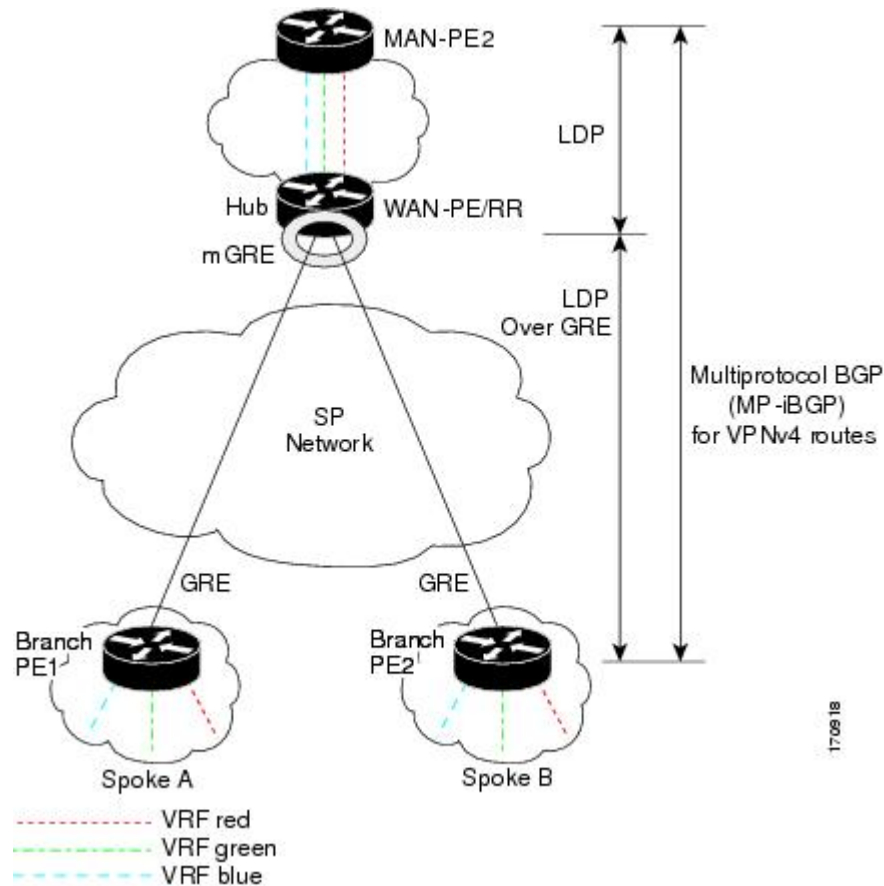 MAN-PE2
LDP
Hub
WAN-PE/RR
mGRE
LDP
Over GRE
Multiprotocol BGP
(MP-iBGP)
for VPNv4 routes
SP
Network
GRE
GRE
Branch
PE1
Branch
PE2
170918
Spoke A
Spoke B
VRF red
VRF green
VRF blue